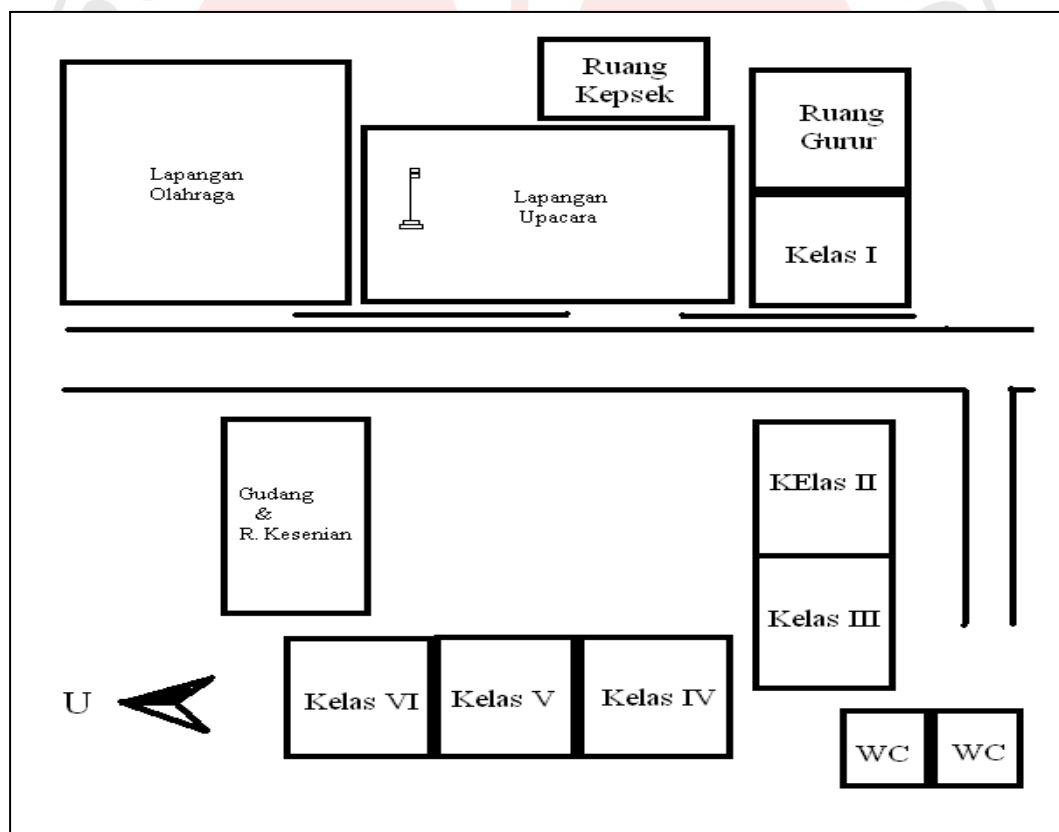 Ruang
Kepsek
Ruang
Gurur
Lapangan
Olahraga
Lapangan
Upacara
Kelas I
KElas II
Gudang
&
R. Kesenian
Kelas III
U
Kelas VI
Kelas V
Kelas IV
WC
WC